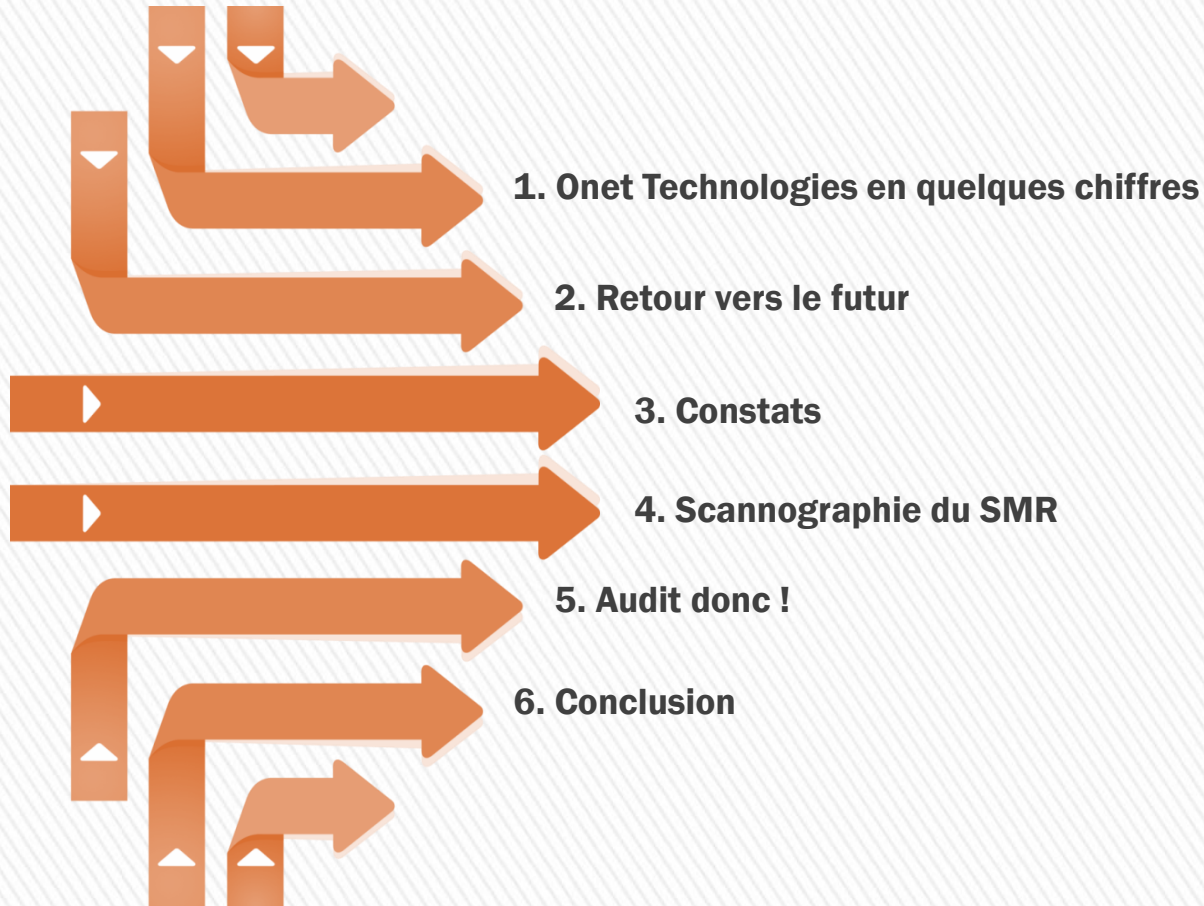 1. Onet Technologies en quelques chiffres
2. Retour vers le futur
3. Constats
4. Scannographie du SMR
5. Audit donc !
6. Conclusion